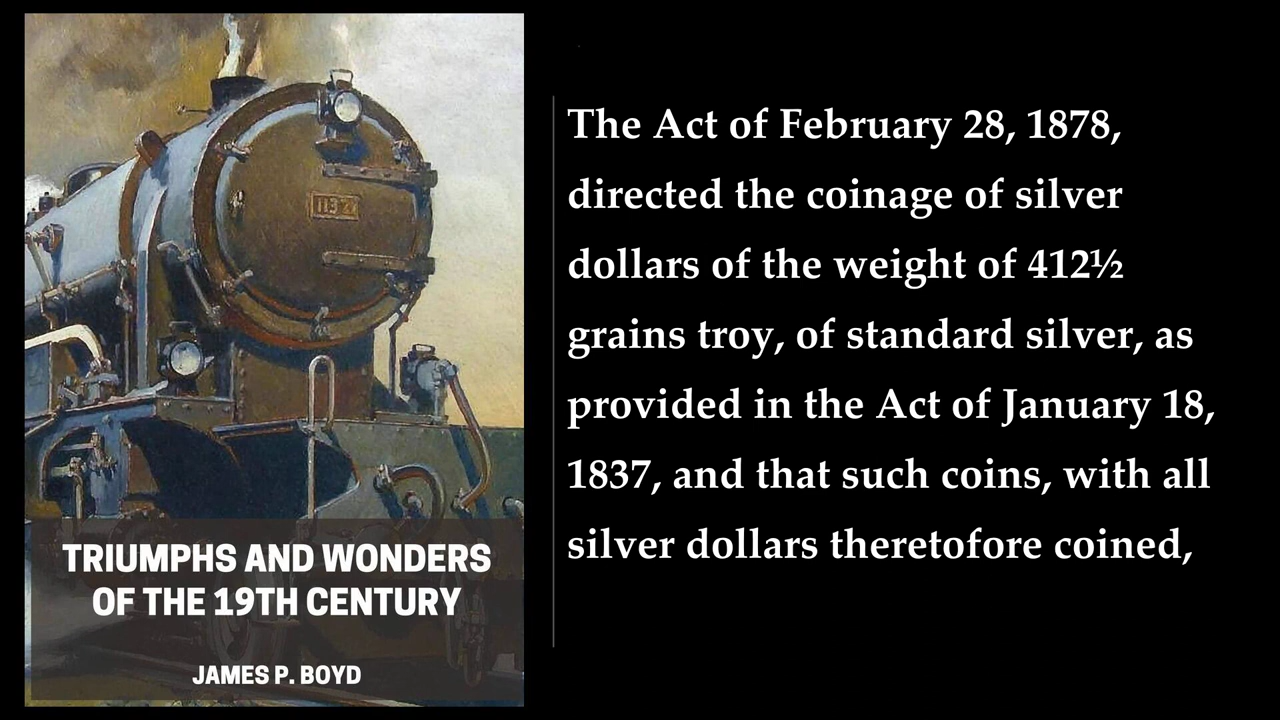 The Act of February 28, 1878,
directed the coinage of silver
dollars of the weight of 412½
grains troy, of standard silver, as
provided in the Act of January 18,
1837, and that such coins, with all
silver dollars theretofore coined,
TRIUMPHS AND WONDERS
OF THE 19TH CENTURY
JAMES P. BOYD